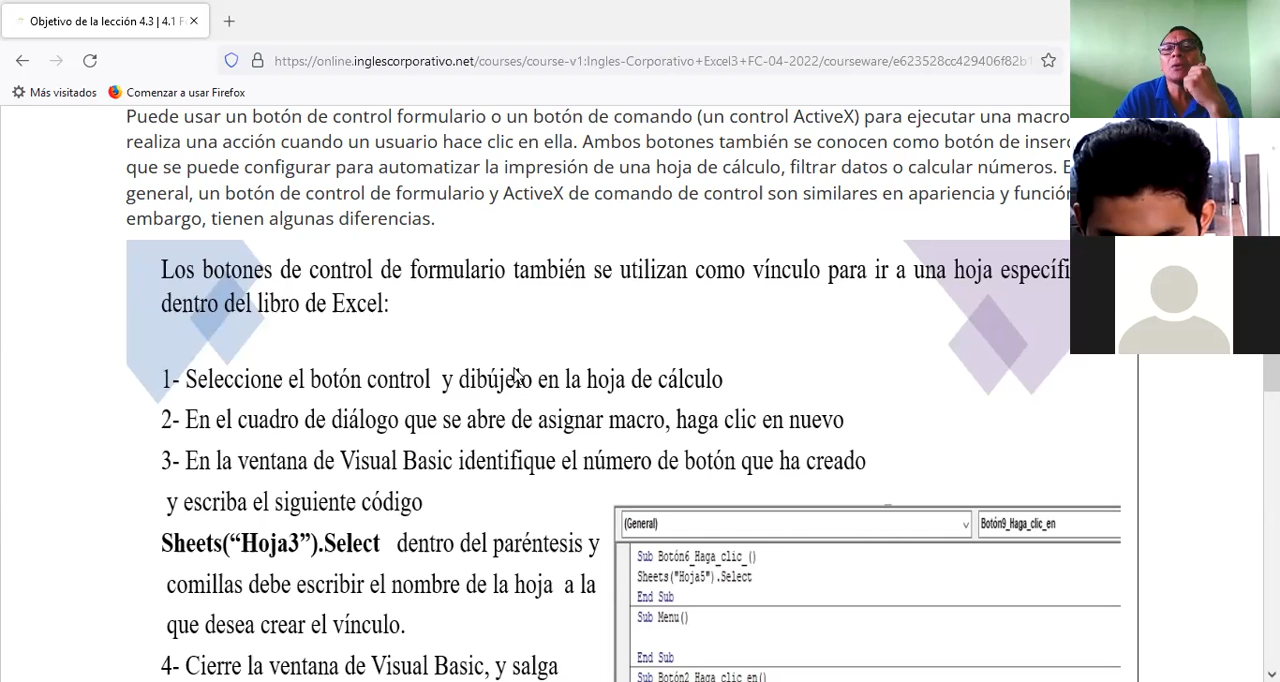 Objetivo de la lección 4.3 | 4.1 F
https://online.inglescorporativo.net/courses/course-v1:Ingles-Corporativo+Excel3+FC-04-2022/courseware/e623528cc429406f82b1
Más visitados Comenzar a usar Firefox
Puede usar un botón de control formulario o un botón de comando (un control ActiveX) para ejecutar una macro
realiza una acción cuando un usuario hace clic en ella. Ambos botones también se conocen como botón de inserc
que se puede configurar para automatizar la impresión de una hoja de cálculo, filtrar datos o calcular números. E
general, un botón de control de formulario y ActiveX de comando de control son similares en apariencia y funció
embargo, tienen algunas diferencias.
Los botones de control de formulario también se utilizan como vínculo para ir a una hoja específi
dentro del libro de Excel:
1- Seleccione el botón control y dibújelo en la hoja de cálculo
2- En el cuadro de diálogo que se abre de asignar macro, haga clic en nuevo
3- En la ventana de Visual Basic identifique el número de botón que ha creado
y escriba el siguiente código
Sheets(“Hoja3”).Select dentro del paréntesis y
comillas debe escribir el nombre de la hoja a la
que desea crear el vínculo.
4- Cierre la ventana de Visual Basic, y salga
(General) Botón9_Haga_clic_en
Sub Botón6_Haga_clic_()
Sheets("Hoja5").Select
End Sub
Sub Menu()
End Sub
Sub Botón2_Haga_clic_en()